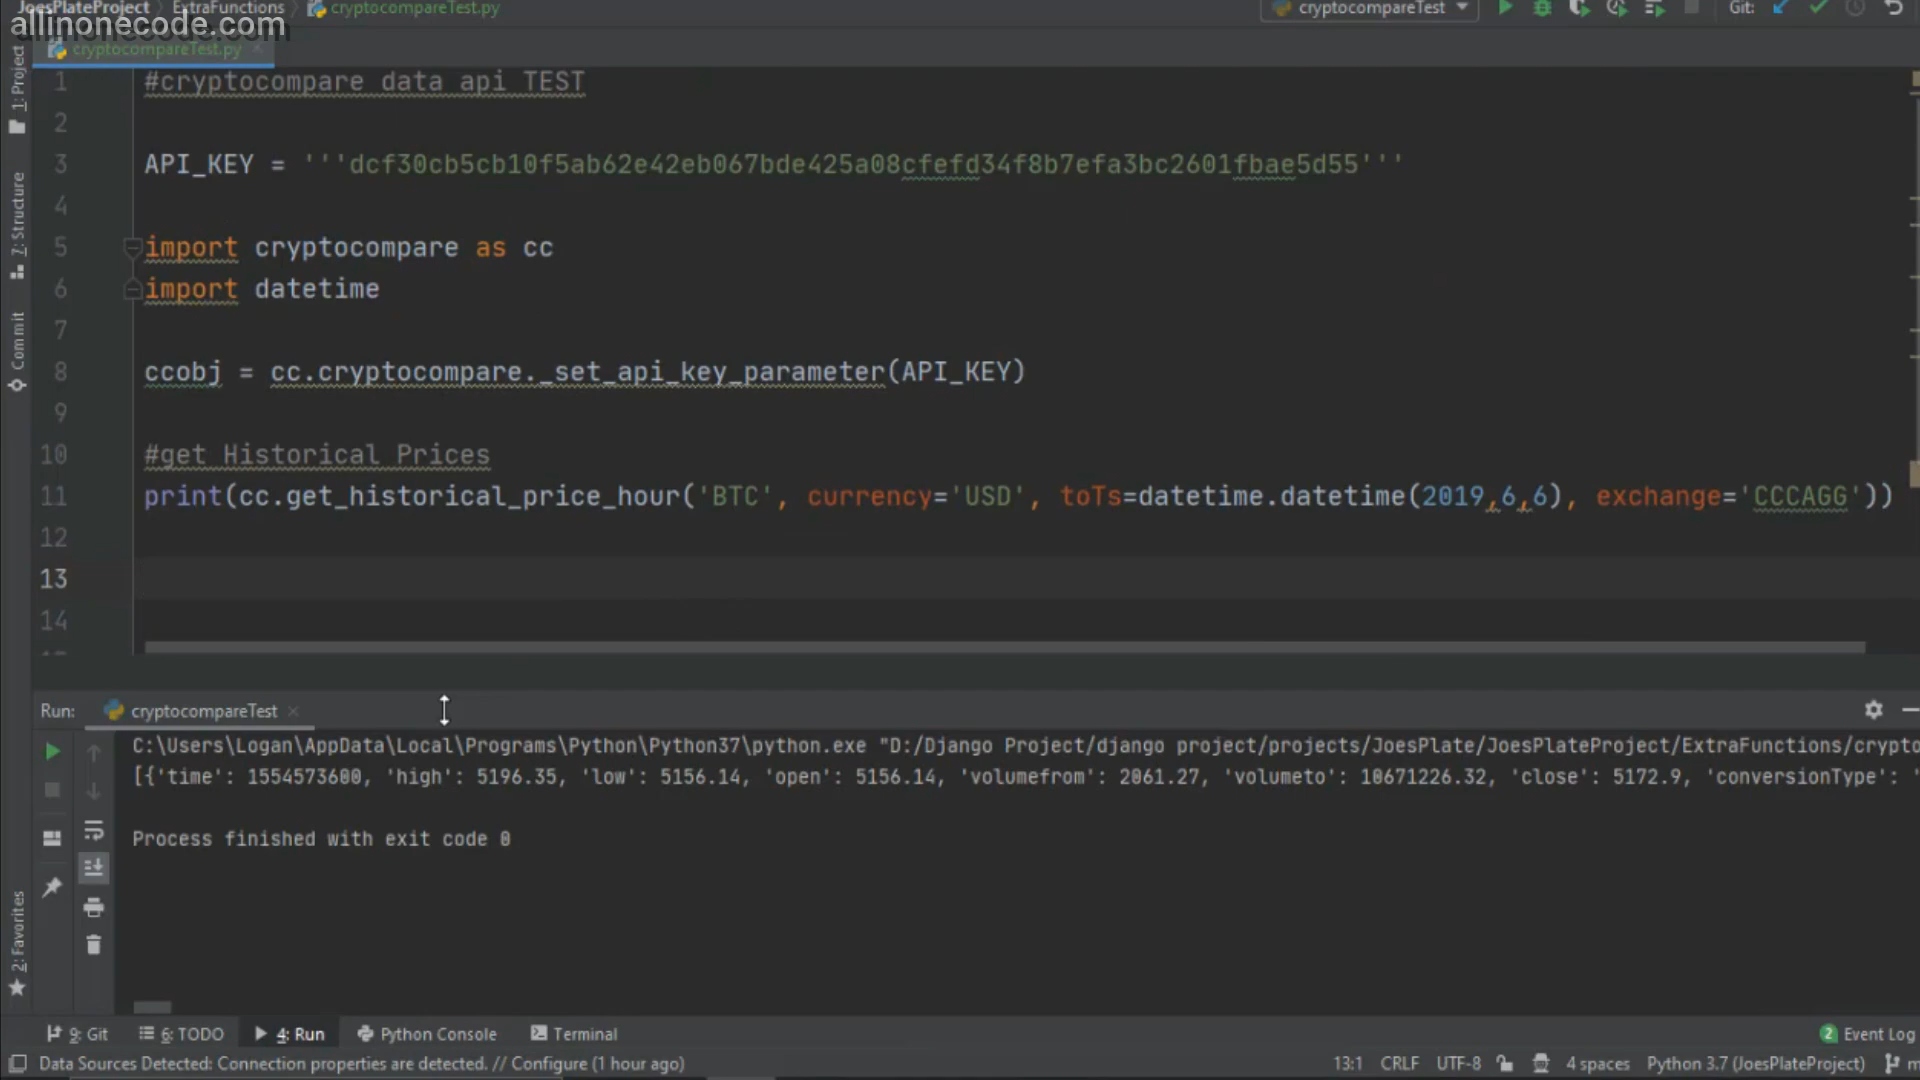 JoesPlateProject ExtraFunctions cryptocompareTest.py cryptocompareTest Git:
allinonecode.com
cryptocompareTest.py
1: Project
7: Structure
Commit
2: Favorites
1 #cryptocompare data api TEST
2
3 API_KEY = '''dcf30cb5cb10f5ab62e42eb067bde425a08cfefd34f8b7efa3bc2601fbae5d55'''
4
5 import cryptocompare as cc
6 import datetime
7
8 ccobj = cc.cryptocompare._set_api_key_parameter(API_KEY)
9
10 #get Historical Prices
11 print(cc.get_historical_price_hour('BTC', currency='USD', toTs=datetime.datetime(2019,6,6), exchange='CCCAGG'))
12
13
14
Run: cryptocompareTest
C:\Users\Logan\AppData\Local\Programs\Python\Python37\python.exe "D:/Django Project/django project/projects/JoesPlate/JoesPlateProject/ExtraFunctions/crypto
[{'time': 1554573600, 'high': 5196.35, 'low': 5156.14, 'open': 5156.14, 'volumefrom': 2061.27, 'volumeto': 10671226.32, 'close': 5172.9, 'conversionType': '
Process finished with exit code 0
9: Git 6: TODO 4: Run Python Console Terminal 2 Event Log
Data Sources Detected: Connection properties are detected. // Configure (1 hour ago) 13:1 CRLF UTF-8 4 spaces Python 3.7 (JoesPlateProject) m